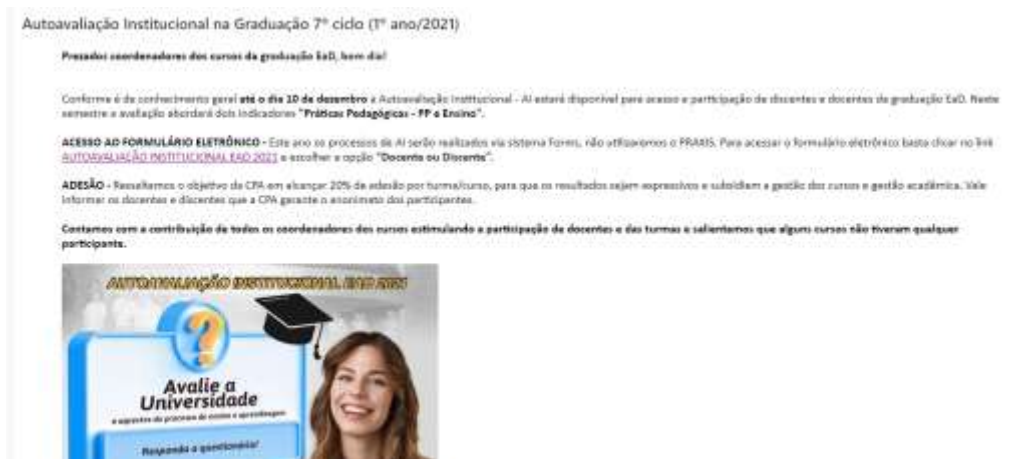 Autoavaliação Institucional na Graduação 7º ciclo (1º ano/2021)
Prezados coordenadores dos cursos da graduação EaD, bom dia!
Conforme é de conhecimento geral até o dia 10 de dezembro a Autoavaliação Institucional - AI estará disponível para acesso e participação de discentes e docentes da graduação EaD. Neste
semestre a avaliação abordará dois indicadores "Práticas Pedagógicas - PP e Ensino".
ACESSO AO FORMULÁRIO ELETRÔNICO - Este ano os processos de AI serão realizados via sistema Forms, não utilizaremos o PRAXIS. Para acessar o formulário eletrônico basta clicar no link
AUTOAVALIAÇÃO INSTITUCIONAL EAD 2021 e escolher a opção "Docente ou Discente".
ADESÃO - Ressaltamos o objetivo da CPA em alcançar 20% de adesão por turma/curso, para que os resultados sejam expressivos e subsidiem a gestão dos cursos e gestão acadêmica. Vale
informar os docentes e discentes que a CPA garante o anonimato dos participantes.
Contamos com a contribuição de todos os coordenadores dos cursos estimulando a participação de docentes e das turmas e salientamos que alguns cursos não tiveram qualquer
participante.
AUTOAVALIAÇÃO INSTITUCIONAL EAD 2021
?
Avalie a
Universidade
e aspectos do processo de ensino e aprendizagem
Responda o questionário!